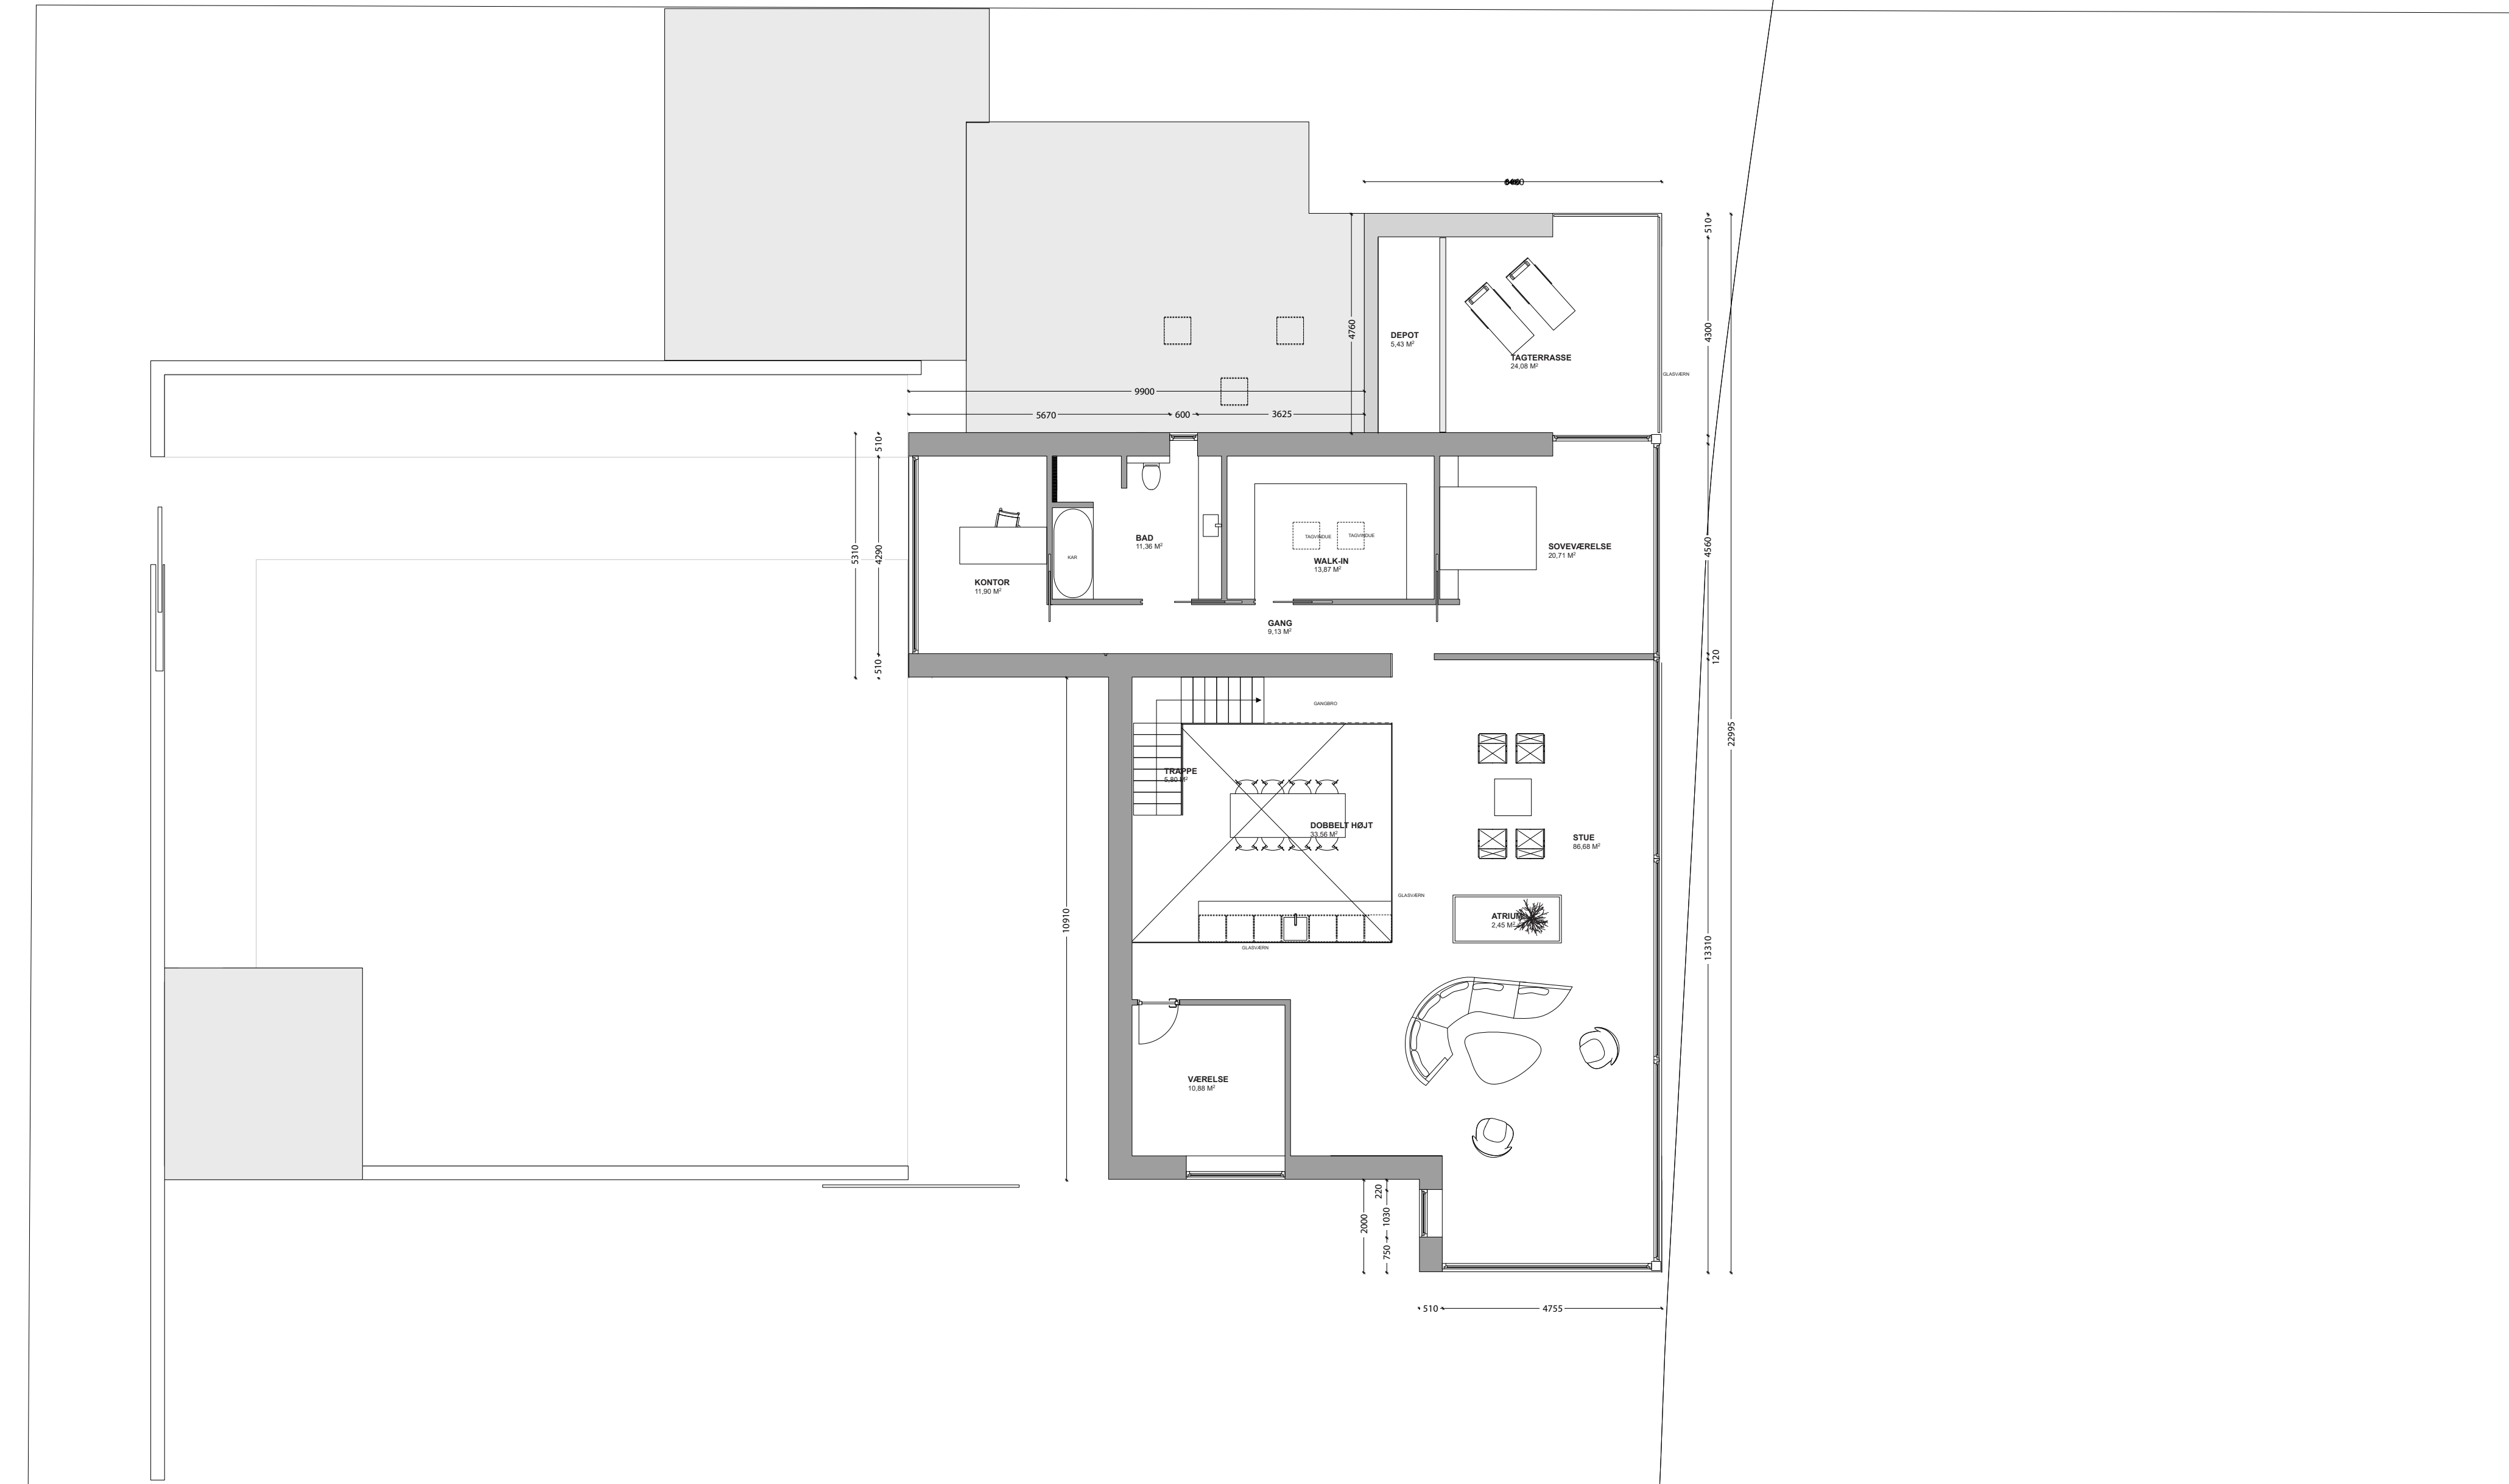 510
4760
4300
DEPOT
5,43 M²
TAGTERRASSE
24,08 M²
GLASVÆRN
9900
5670
600
3625
510
5310
4290
510
KONTOR
11,90 M²
KAR
BAD
11,36 M²
TAGVINDUE
TAGVINDUE
WALK-IN
13,87 M²
SOVEVÆRELSE
20,71 M²
4560
GANG
9,13 M²
120
22995
GANGBRO
TRAPPE
5,80 M²
DOBBELT HØJT
33,56 M²
STUE
86,68 M²
GLASVÆRN
ATRIUM
2,45 M²
GLASVÆRN
10910
13310
VÆRELSE
10,88 M²
220
2000
1030
750
510
4755